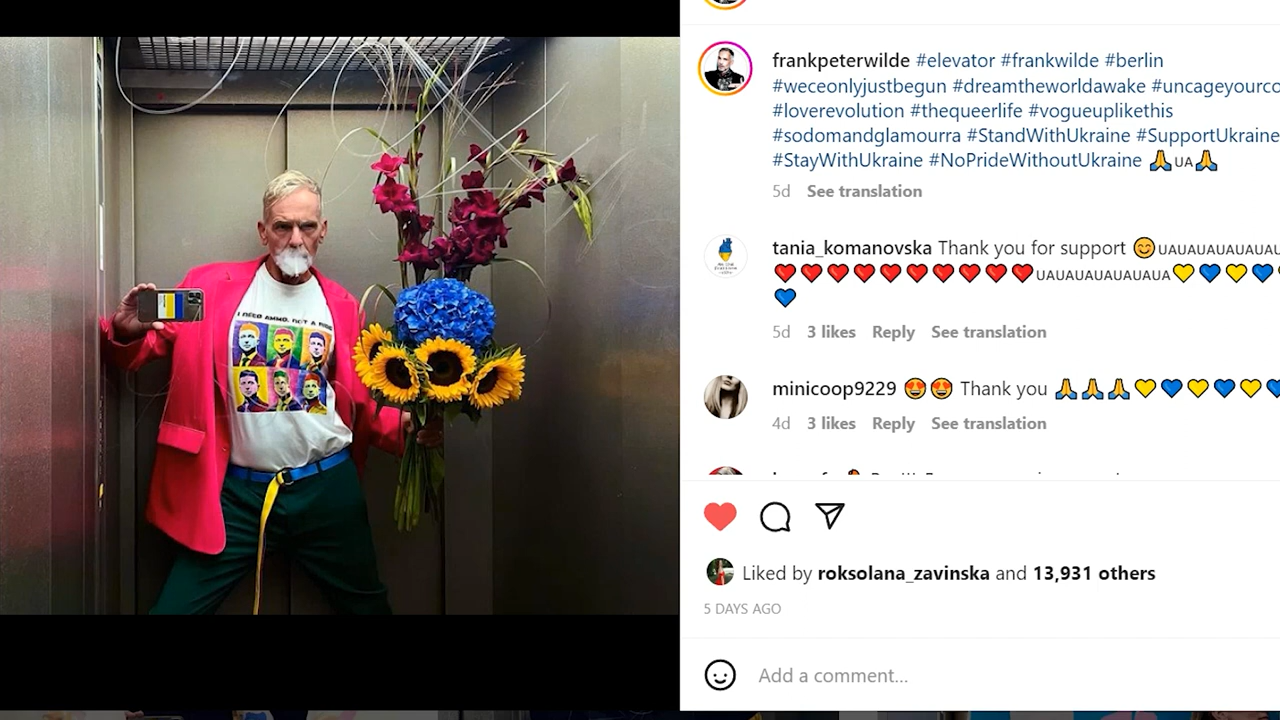 I NEED AMMO, NOT A RIDE
frankpeterwilde #elevator #frankwilde #berlin
#weceonlyjustbegun #dreamtheworldawake #uncageyourco
#loverevolution #thequeerlife #vogueuplikethis
#sodomandglamourra #StandWithUkraine #SupportUkraine
#StayWithUkraine #NoPrideWithoutUkraine 🙏UA🙏
5d See translation
tania_komanovska Thank you for support 😊UAUAUAUAUAUAU
❤️❤️❤️❤️❤️❤️❤️❤️❤️❤️UAUAUAUAUAUAUA💛💙💛💙
💙
5d 3 likes Reply See translation
minicoop9229 😍😍 Thank you 🙏🙏🙏💛💙💛💙💛💙
4d 3 likes Reply See translation
Liked by roksolana_zavinska and 13,931 others
5 DAYS AGO
Add a comment...